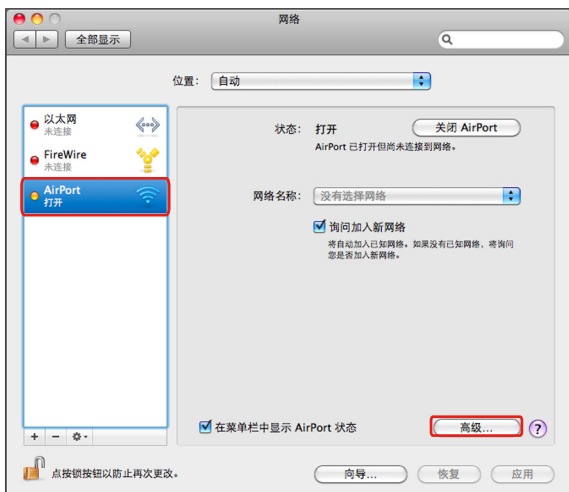 网络
全部显示
位置： 自动
以太网
未连接
FireWire
未连接
AirPort
打开
状态： 打开 关闭 AirPort
AirPort 已打开但尚未连接到网络。
网络名称： 没有选择网络
询问加入新网络
将自动加入已知网络。如果没有已知网络，将询问
您是否加入新网络。
+ −
在菜单栏中显示 AirPort 状态 高级... ?
点按锁按钮以防止再次更改。
向导... 恢复 应用